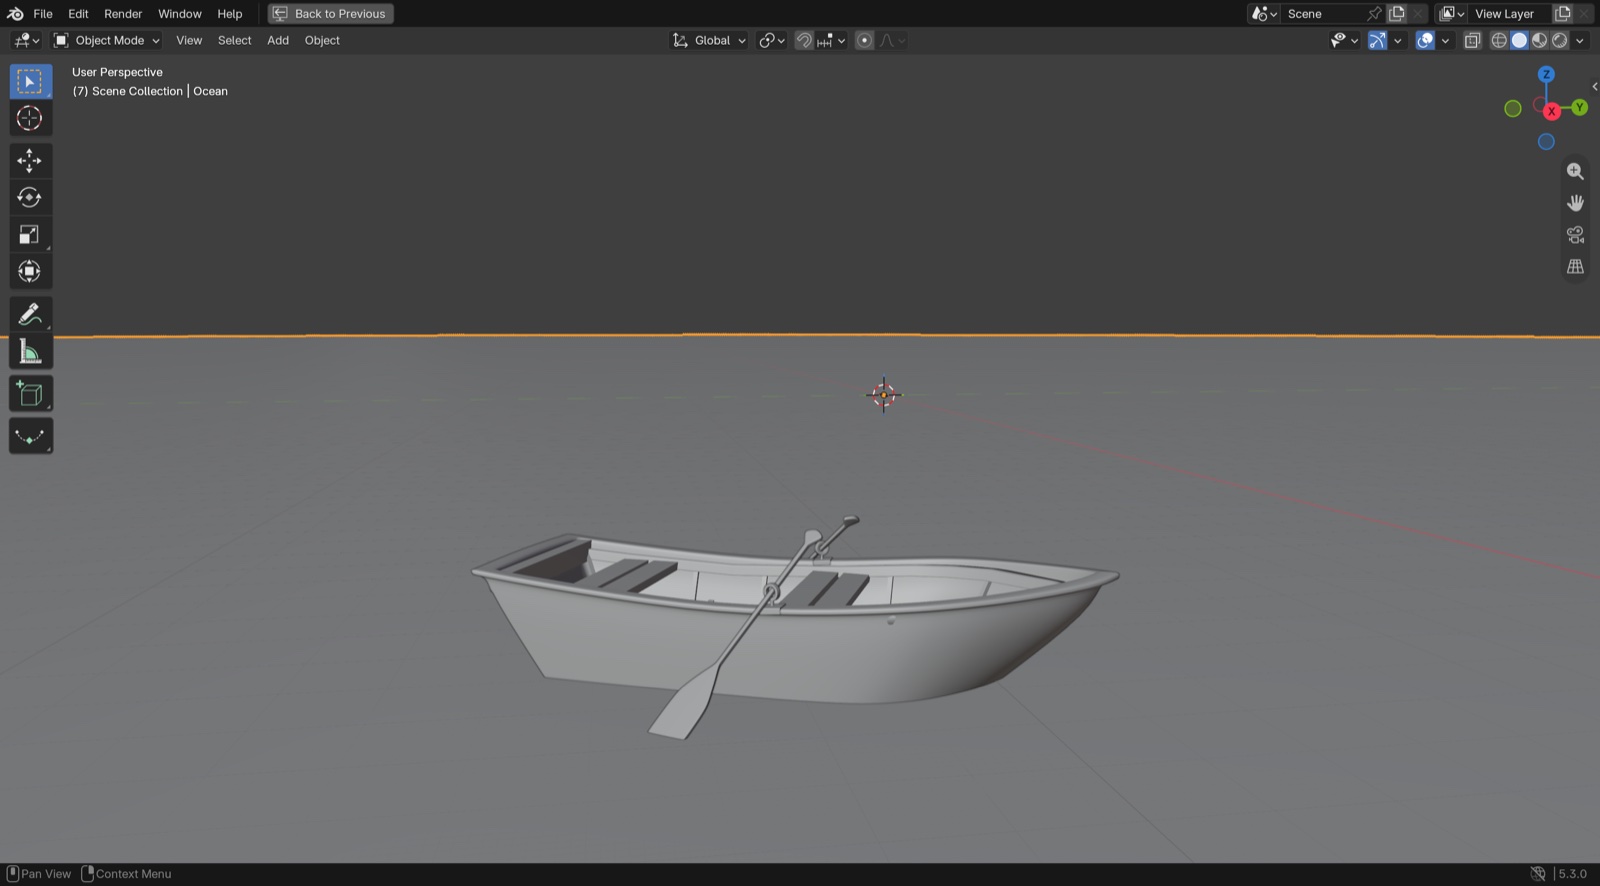 File Edit Render Window Help Back to Previous Scene View Layer
Object Mode View Select Add Object Global
User Perspective
(7) Scene Collection | Ocean
Z
X
Y
Pan View Context Menu 5.3.0